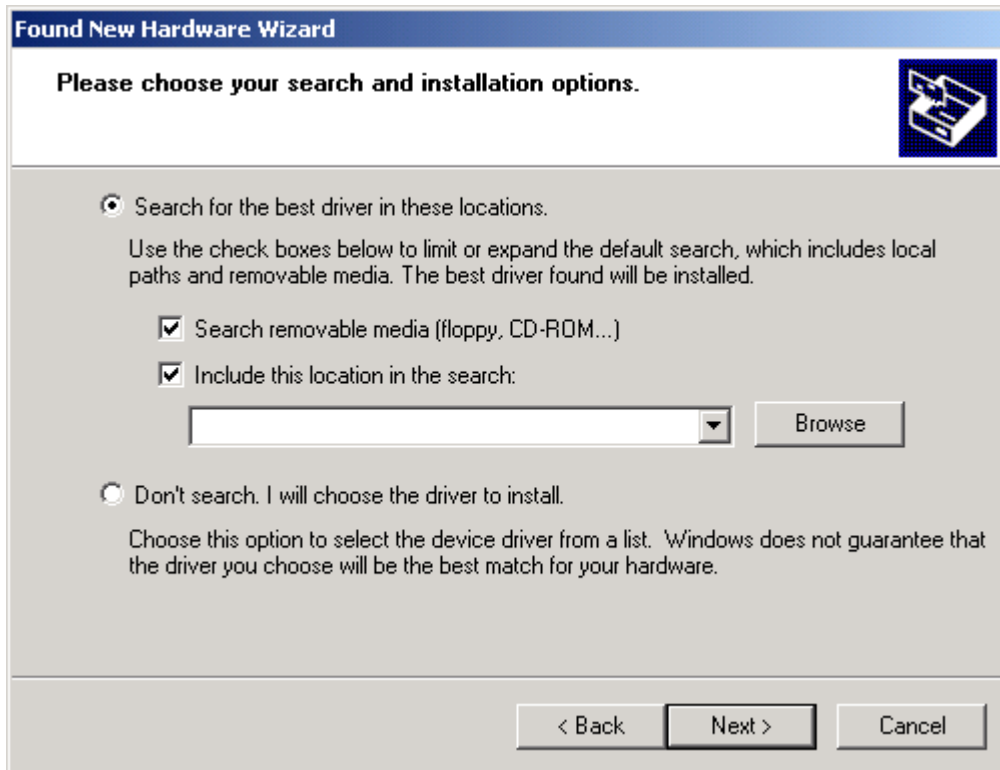 Found New Hardware Wizard
Please choose your search and installation options.
Search for the best driver in these locations.
Use the check boxes below to limit or expand the default search, which includes local
paths and removable media. The best driver found will be installed.
Search removable media (floppy, CD-ROM...)
Include this location in the search:
Browse
Don't search. I will choose the driver to install.
Choose this option to select the device driver from a list.  Windows does not guarantee that
the driver you choose will be the best match for your hardware.
< Back Next > Cancel